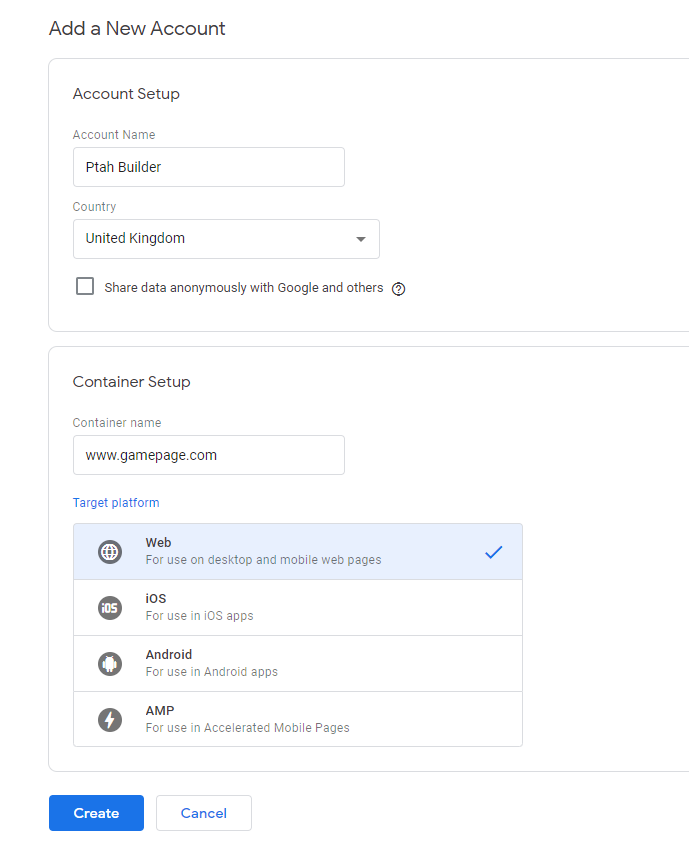 Add a New Account
Account Setup
Account Name
Ptah Builder
Country
United Kingdom
Share data anonymously with Google and others
Container Setup
Container name
www.gamepage.com
Target platform
Web
For use on desktop and mobile web pages
iOS
iOS
For use in iOS apps
Android
For use in Android apps
AMP
For use in Accelerated Mobile Pages
Create Cancel